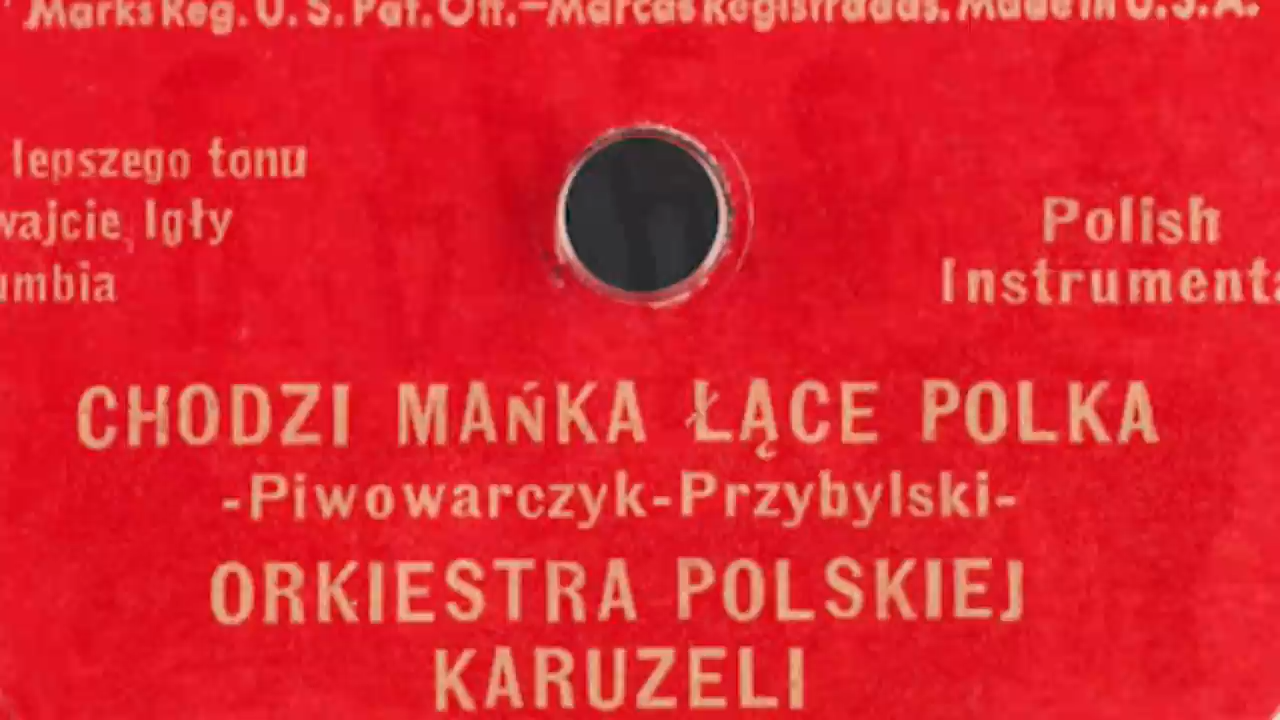 Marks Reg. U. S. Pat. Off.—Marcas Registradas. Made in U.S.A.
lepszego tonu
wajcie Igły
umbia
Polish
Instrumenta
CHODZI MAŃKA ŁĄCE POLKA
-Piwowarczyk-Przybylski-
ORKIESTRA POLSKIEJ
KARUZELI